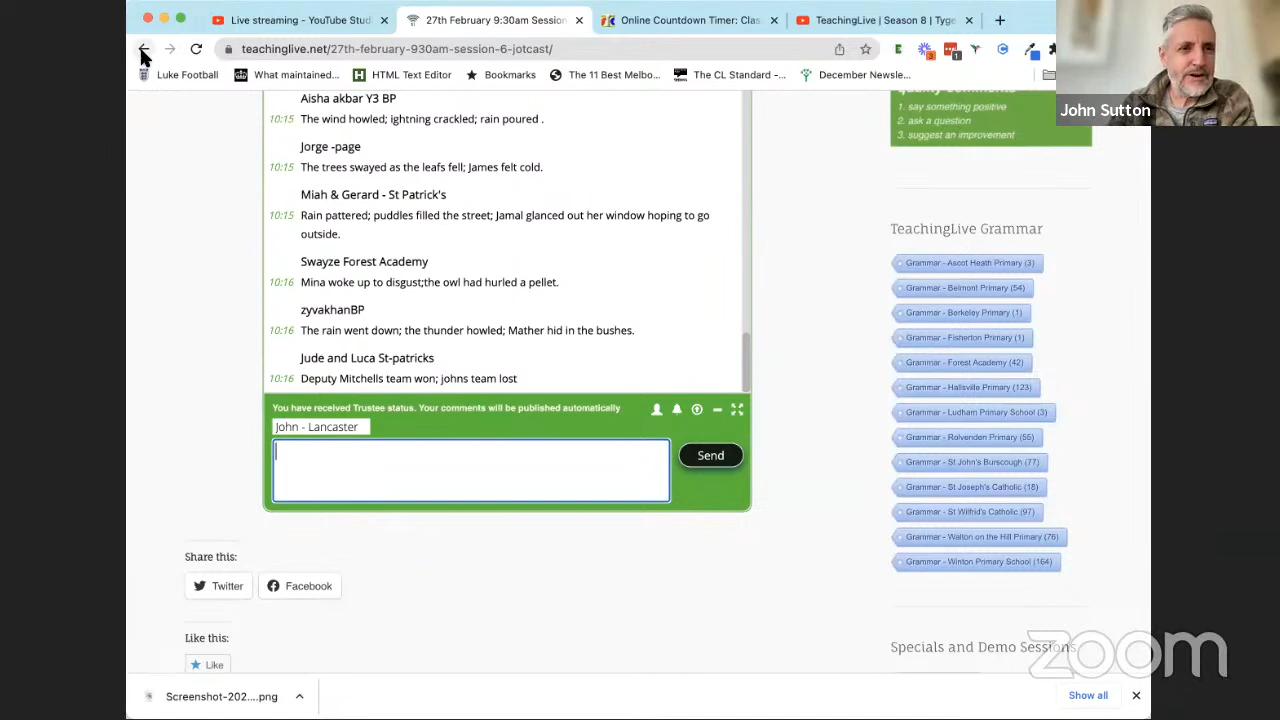 Live streaming - YouTube Stud
27th February 9:30am Session
Online Countdown Timer: Clas
TeachingLive | Season 8 | Tyge
teachinglive.net/27th-february-930am-session-6-jotcast/
Luke Football
What maintained...
HTML Text Editor
Bookmarks
The 11 Best Melbo...
The CL Standard -...
December Newsle...
John Sutton
Aisha akbar Y3 BP
10:15 The wind howled; ightning crackled; rain poured .
Jorge -page
10:15 The trees swayed as the leafs fell; James felt cold.
Miah & Gerard - St Patrick's
10:15 Rain pattered; puddles filled the street; Jamal glanced out her window hoping to go
outside.
Swayze Forest Academy
10:16 Mina woke up to disgust;the owl had hurled a pellet.
zyvakhanBP
10:16 The rain went down; the thunder howled; Mather hid in the bushes.
Jude and Luca St-patricks
10:16 Deputy Mitchells team won; johns team lost
You have received Trustee status. Your comments will be published automatically
John - Lancaster
Send
Share this:
Twitter
Facebook
Like this:
Like
quality comments
1. say something positive
2. ask a question
3. suggest an improvement
TeachingLive Grammar
Grammar - Ascot Heath Primary (3)
Grammar - Belmont Primary (54)
Grammar - Berkeley Primary (1)
Grammar - Fisherton Primary (1)
Grammar - Forest Academy (42)
Grammar - Hallsville Primary (123)
Grammar - Ludham Primary School (3)
Grammar - Rolvenden Primary (55)
Grammar - St John's Burscough (77)
Grammar - St Joseph's Catholic (18)
Grammar - St Wilfrid's Catholic (97)
Grammar - Walton on the Hill Primary (76)
Grammar - Winton Primary School (164)
Specials and Demo Sessions
zoom
Screenshot-202....png
Show all